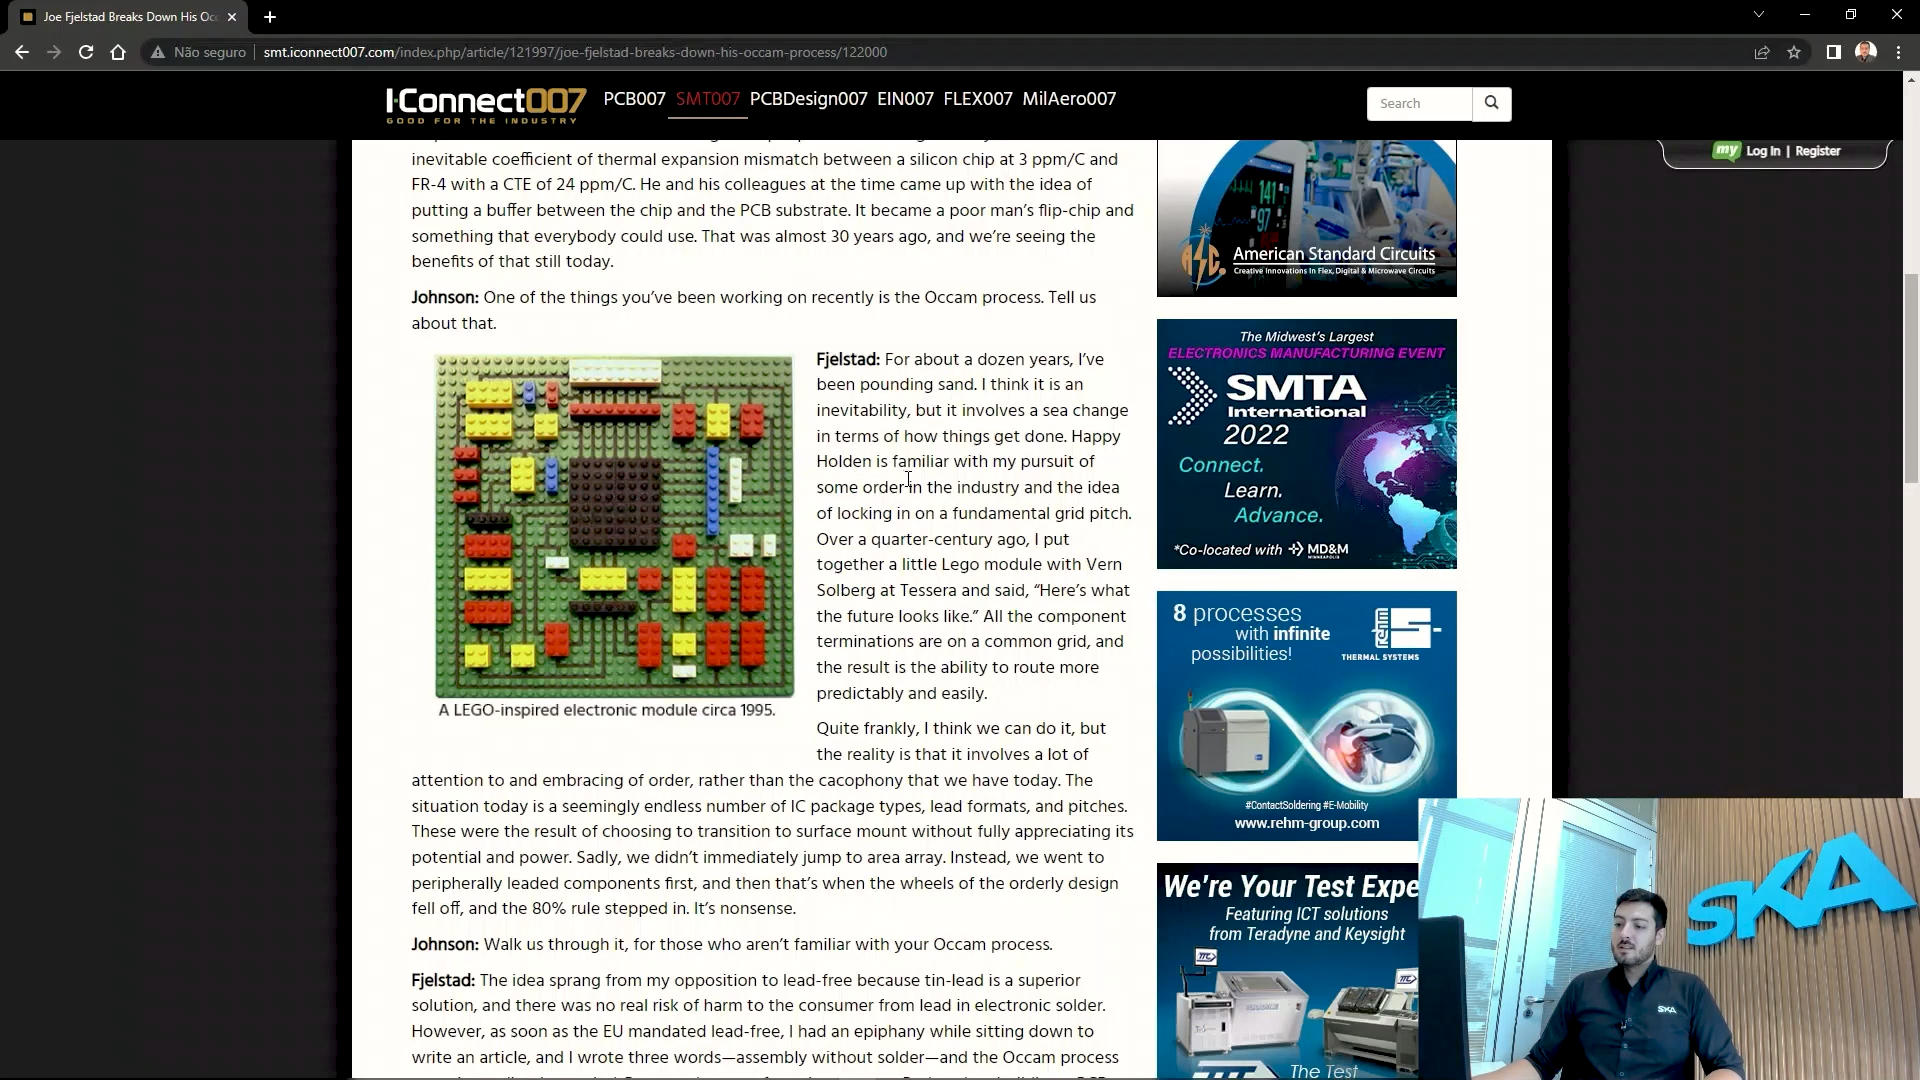 Joe Fjelstad Breaks Down His Oc
Não seguro
smt.iconnect007.com/index.php/article/121997/joe-fjelstad-breaks-down-his-occam-process/122000
I-Connect007
GOOD FOR THE INDUSTRY
PCB007 SMT007 PCBDesign007 EIN007 FLEX007 MilAero007
Search
my Log In | Register
inevitable coefficient of thermal expansion mismatch between a silicon chip at 3 ppm/C and
FR-4 with a CTE of 24 ppm/C. He and his colleagues at the time came up with the idea of
putting a buffer between the chip and the PCB substrate. It became a poor man's flip-chip and
something that everybody could use. That was almost 30 years ago, and we're seeing the
benefits of that still today.
Johnson: One of the things you've been working on recently is the Occam process. Tell us
about that.
Fjelstad: For about a dozen years, I've
been pounding sand. I think it is an
inevitability, but it involves a sea change
in terms of how things get done. Happy
Holden is familiar with my pursuit of
some order in the industry and the idea
of locking in on a fundamental grid pitch.
Over a quarter-century ago, I put
together a little Lego module with Vern
Solberg at Tessera and said, “Here's what
the future looks like.” All the component
terminations are on a common grid, and
the result is the ability to route more
predictably and easily.
A LEGO-inspired electronic module circa 1995.
Quite frankly, I think we can do it, but
the reality is that it involves a lot of
attention to and embracing of order, rather than the cacophony that we have today. The
situation today is a seemingly endless number of IC package types, lead formats, and pitches.
These were the result of choosing to transition to surface mount without fully appreciating its
potential and power. Sadly, we didn't immediately jump to area array. Instead, we went to
peripherally leaded components first, and then that's when the wheels of the orderly design
fell off, and the 80% rule stepped in. It's nonsense.
Johnson: Walk us through it, for those who aren't familiar with your Occam process.
Fjelstad: The idea sprang from my opposition to lead-free because tin-lead is a superior
solution, and there was no real risk of harm to the consumer from lead in electronic solder.
However, as soon as the EU mandated lead-free, I had an epiphany while sitting down to
write an article, and I wrote three words—assembly without solder—and the Occam process
141
97
ASC
American Standard Circuits
Creative Innovations In Flex, Digital & Microwave Circuits
The Midwest's Largest
ELECTRONICS MANUFACTURING EVENT
SMTA
International
2022
Connect.
Learn.
Advance.
*Co-located with MD&M
MINNEAPOLIS
8 processes
with infinite
possibilities!
rehm
THERMAL SYSTEMS
#ContactSoldering #E-Mobility
www.rehm-group.com
We're Your Test Expe
Featuring ICT solutions
from Teradyne and Keysight
The Test
SKA
SKA